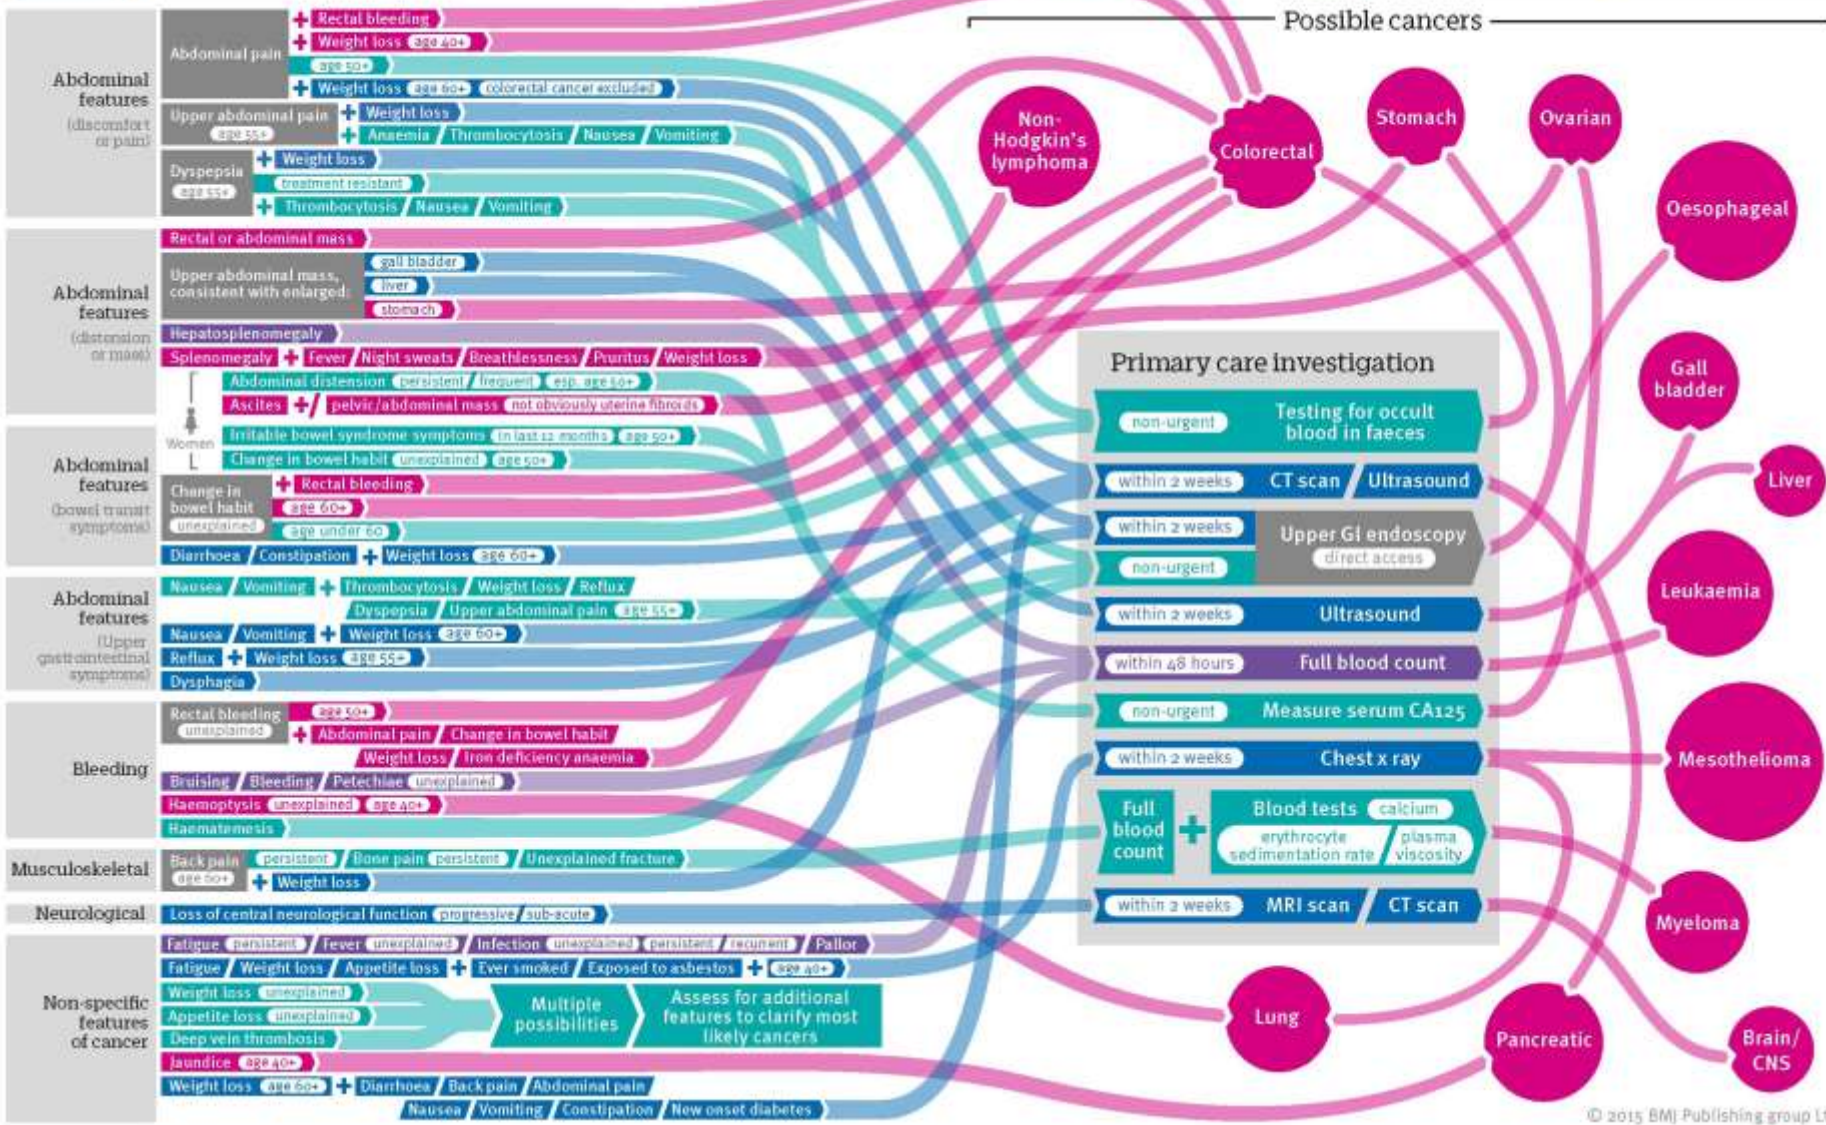 Possible cancers
Abdominal features
(discomfort or pain)
Abdominal pain
+ Rectal bleeding
+ Weight loss age 40+
age 50+
+ Weight loss age 60+ colorectal cancer excluded
Upper abdominal pain
age 55+
+ Weight loss
+ Anaemia / Thrombocytosis / Nausea / Vomiting
Dyspepsia
age 55+
+ Weight loss
treatment resistant
+ Thrombocytosis / Nausea / Vomiting
Abdominal features
(distension or mass)
Rectal or abdominal mass
Upper abdominal mass,
consistent with enlarged:
gall bladder
liver
stomach
Hepatosplenomegaly
Splenomegaly + Fever / Night sweats / Breathlessness / Pruritus / Weight loss
Women
Abdominal distension persistent / frequent esp. age 50+
Ascites +/ pelvic/abdominal mass not obviously uterine fibroids
Abdominal features
(bowel transit symptoms)
Irritable bowel syndrome symptoms in last 12 months age 50+
Change in bowel habit unexplained age 50+
Change in
bowel habit
unexplained
+ Rectal bleeding
age 60+
age under 60
Diarrhoea / Constipation + Weight loss age 60+
Abdominal features
(Upper gastrointestinal symptoms)
Nausea / Vomiting + Thrombocytosis / Weight loss / Reflux
Dyspepsia / Upper abdominal pain age 55+
Nausea / Vomiting + Weight loss age 60+
Reflux + Weight loss age 55+
Dysphagia
Bleeding
Rectal bleeding
unexplained
age 50+
+ Abdominal pain / Change in bowel habit
Weight loss / Iron deficiency anaemia
Bruising / Bleeding / Petechiae unexplained
Haemoptysis unexplained age 40+
Haematemesis
Musculoskeletal
Back pain
age 60+
persistent / Bone pain persistent / Unexplained fracture
+ Weight loss
Neurological
Loss of central neurological function progressive / sub-acute
Non-specific features of cancer
Fatigue persistent / Fever unexplained / Infection unexplained persistent / recurrent / Pallor
Fatigue / Weight loss / Appetite loss + Ever smoked / Exposed to asbestos + age 40+
Weight loss unexplained
Appetite loss unexplained
Deep vein thrombosis
Multiple
possibilities
Assess for additional
features to clarify most
likely cancers
Jaundice age 40+
Weight loss age 60+ + Diarrhoea / Back pain / Abdominal pain
Nausea / Vomiting / Constipation / New onset diabetes
Primary care investigation
non-urgent Testing for occult
blood in faeces
within 2 weeks CT scan / Ultrasound
within 2 weeks
non-urgent
Upper GI endoscopy
direct access
within 2 weeks Ultrasound
within 48 hours Full blood count
non-urgent Measure serum CA125
within 2 weeks Chest x ray
Full
blood
count
+
Blood tests calcium
erythrocyte
sedimentation rate / plasma
viscosity
within 2 weeks MRI scan / CT scan
Non-
Hodgkin's
lymphoma
Colorectal
Stomach
Ovarian
Oesophageal
Gall
bladder
Liver
Leukaemia
Mesothelioma
Myeloma
Lung
Pancreatic
Brain/
CNS
© 2015 BMJ Publishing group